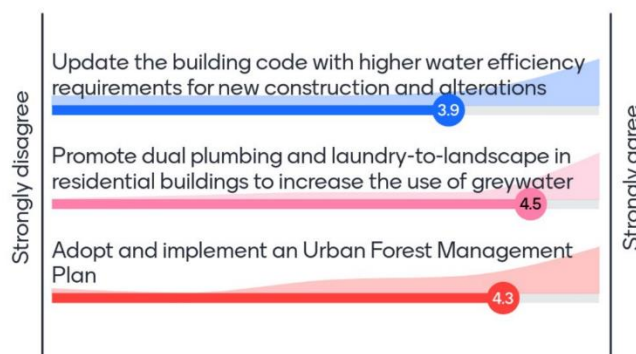 Strongly disagree
Update the building code with higher water efficiency
requirements for new construction and alterations
3.9
Promote dual plumbing and laundry-to-landscape in
residential buildings to increase the use of greywater
4.5
Adopt and implement an Urban Forest Management
Plan
4.3
Strongly agree